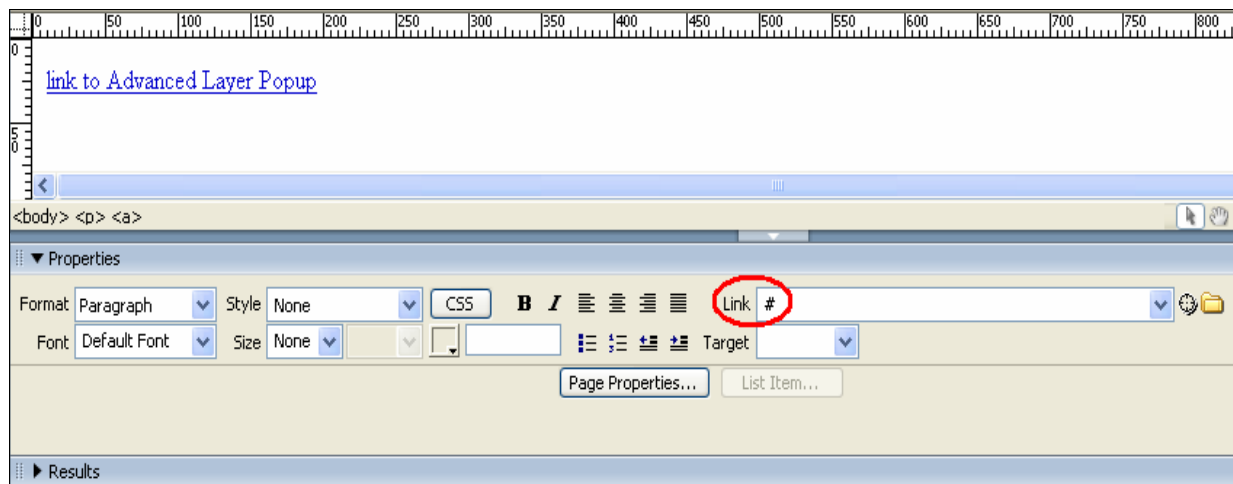 0 50 100 150 200 250 300 350 400 450 500 550 600 650 700 750 800
0
link to Advanced Layer Popup
50
<body> <p> <a>
Properties
Format Paragraph Style None CSS B I Link #
Font Default Font Size None Target
Page Properties... List Item...
Results